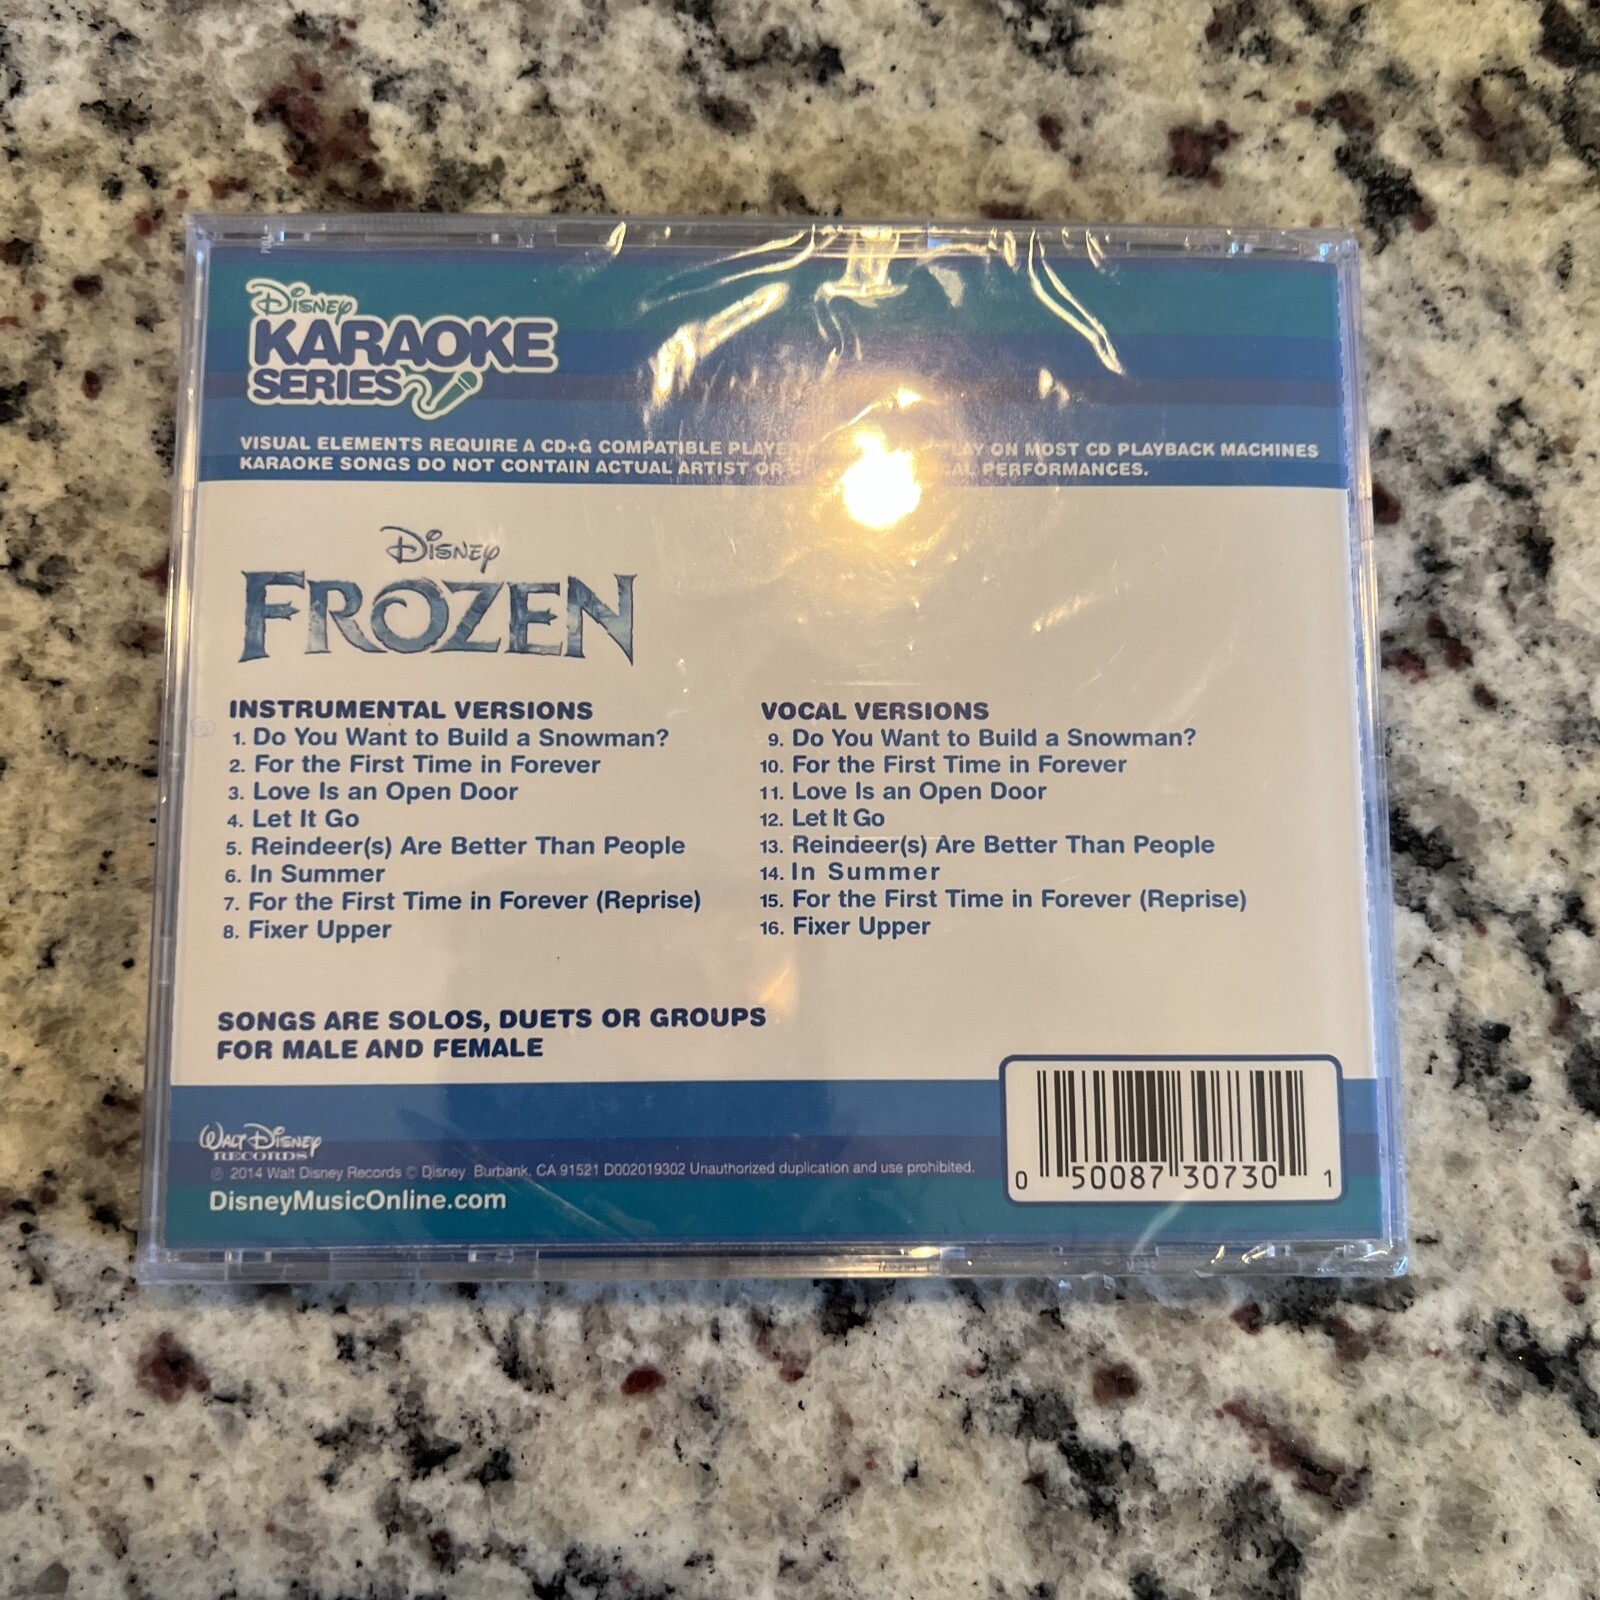 Disney
KARAOKE
SERIES
VISUAL ELEMENTS REQUIRE A CD+G COMPATIBLE PLAYER ON MOST CD PLAYBACK MACHINES
KARAOKE SONGS DO NOT CONTAIN ACTUAL ARTIST OR PERFORMANCES.
Disney
FROZEN
INSTRUMENTAL VERSIONS
1. Do You Want to Build a Snowman?
2. For the First Time in Forever
3. Love Is an Open Door
4. Let It Go
5. Reindeer(s) Are Better Than People
6. In Summer
7. For the First Time in Forever (Reprise)
8. Fixer Upper
VOCAL VERSIONS
9. Do You Want to Build a Snowman?
10. For the First Time in Forever
11. Love Is an Open Door
12. Let It Go
13. Reindeer(s) Are Better Than People
14. In Summer
15. For the First Time in Forever (Reprise)
16. Fixer Upper
SONGS ARE SOLOS, DUETS OR GROUPS
FOR MALE AND FEMALE
Walt Disney
RECORDS
℗ 2014 Walt Disney Records © Disney Burbank, CA 91521 D002019302 Unauthorized duplication and use prohibited.
DisneyMusicOnline.com
0 50087 30730 1